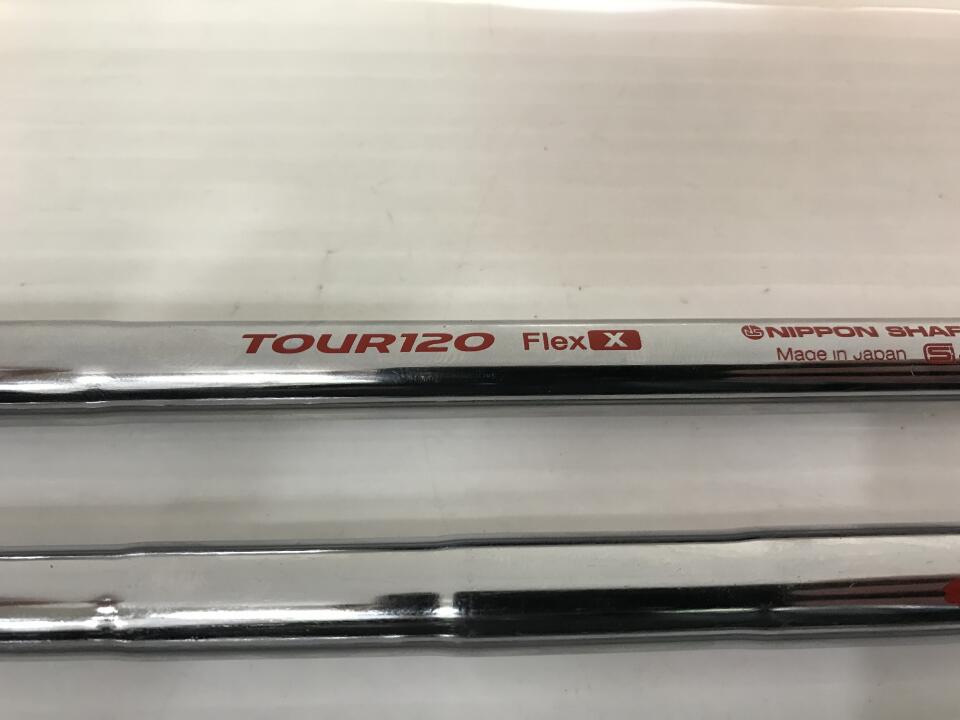 TOUR120 Flex X NIPPON SHAF
Made in Japan